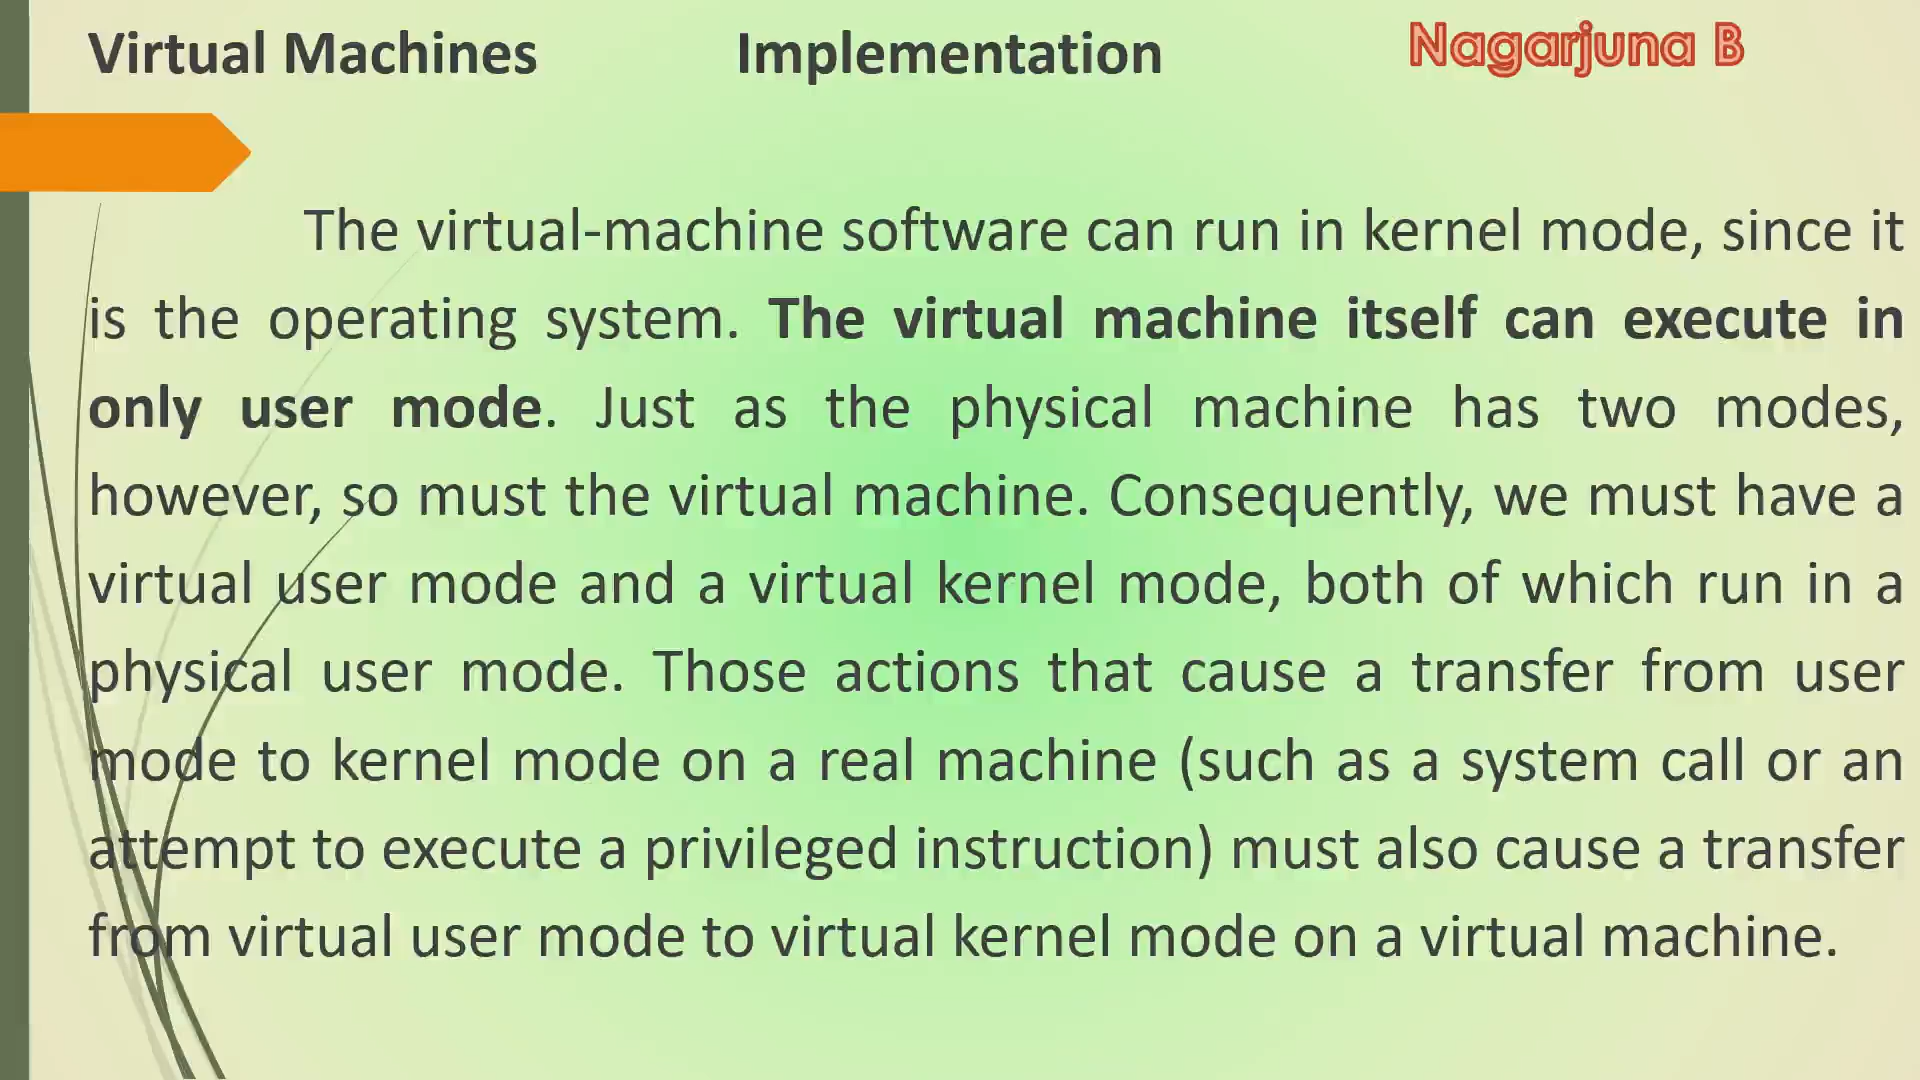 Virtual Machines Implementation Nagarjuna B
The virtual-machine software can run in kernel mode, since it
is the operating system. The virtual machine itself can execute in
only user mode. Just as the physical machine has two modes,
however, so must the virtual machine. Consequently, we must have a
virtual user mode and a virtual kernel mode, both of which run in a
physical user mode. Those actions that cause a transfer from user
mode to kernel mode on a real machine (such as a system call or an
attempt to execute a privileged instruction) must also cause a transfer
from virtual user mode to virtual kernel mode on a virtual machine.